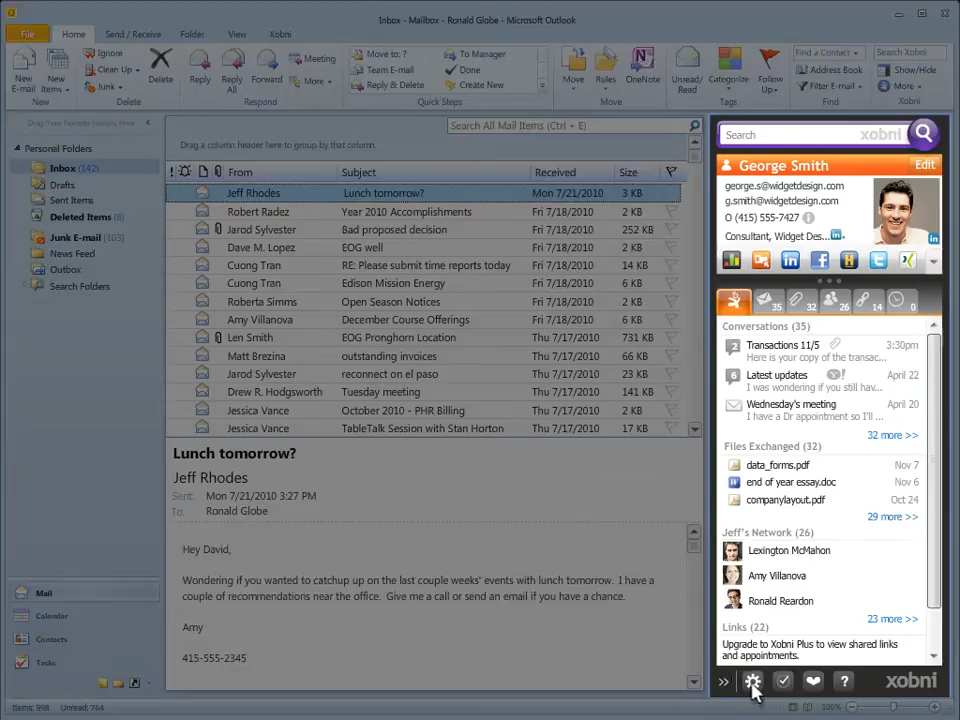 Inbox - Mailbox - Ronald Globe - Microsoft Outlook
File Home Send / Receive Folder View Xobni
New E-mail
New Items
New
Ignore
Clean Up
Junk
Delete
Delete
Reply
Reply All
Forward
Meeting
More
Respond
Move to: ?
Team E-mail
Reply & Delete
To Manager
Done
Create New
Quick Steps
Move
Rules
OneNote
Move
Unread/ Read
Categorize
Follow Up
Tags
Find a Contact
Address Book
Filter E-mail
Find
Search Xobni
Show/Hide
More
Xobni
Drag Your Favorite Folders Here
Personal Folders
Inbox (142)
Drafts
Sent Items
Deleted Items (6)
Junk E-mail [103]
News Feed
Outbox
Search Folders
Mail
Calendar
Contacts
Tasks
Search All Mail Items (Ctrl + E)
Drag a column header here to group by that column.
! From Subject Received Size
Jeff Rhodes Lunch tomorrow? Mon 7/21/2010 3 KB
Robert Radez Year 2010 Accomplishments Fri 7/18/2010 2 KB
Jarod Sylvester Bad proposed decision Fri 7/18/2010 252 KB
Dave M. Lopez EOG well Fri 7/18/2010 2 KB
Cuong Tran RE: Please submit time reports today Fri 7/18/2010 14 KB
Cuong Tran Edison Mission Energy Fri 7/18/2010 2 KB
Roberta Simms Open Season Notices Fri 7/18/2010 2 KB
Amy Villanova December Course Offerings Fri 7/18/2010 6 KB
Len Smith EOG Pronghorn Location Thu 7/17/2010 731 KB
Matt Brezina outstanding invoices Thu 7/17/2010 66 KB
Jarod Sylvester reconnect on el paso Thu 7/17/2010 23 KB
Drew R. Hodgsworth Tuesday meeting Thu 7/17/2010 141 KB
Jessica Vance October 2010 - PHR Billing Thu 7/17/2010 2 KB
Jessica Vance TableTalk Session with Stan Horton Thu 7/17/2010 17 KB
Lunch tomorrow?
Jeff Rhodes
Sent: Mon 7/21/2010 3:27 PM
To: Ronald Globe
Hey David,
Wondering if you wanted to catchup up on the last couple weeks' events with lunch tomorrow. I have a
couple of recommendations near the office. Give me a call or send an email if you have a chance.
Amy
415-555-2345
Search xobni
George Smith Edit
george.s@widgetdesign.com
g.smith@widgetdesign.com
O (415) 555-7427
Consultant, Widget Des...
35 32 26 14 0
Conversations (35)
2 Transactions 11/5 3:30pm
Here is your copy of the transac...
6 Latest updates April 22
I was wondering if you still hav...
Wednesday's meeting April 20
I have a Dr appointment so I'll ...
32 more >>
Files Exchanged (32)
data_forms.pdf Nov 7
end of year essay.doc Nov 6
companylayout.pdf Oct 24
29 more >>
Jeff's Network (26)
Lexington McMahon
Amy Villanova
Ronald Reardon
23 more >>
Links (22)
Upgrade to Xobni Plus to view shared links
and appointments.
» ? xobni
Items: 998 Unread: 764 100%